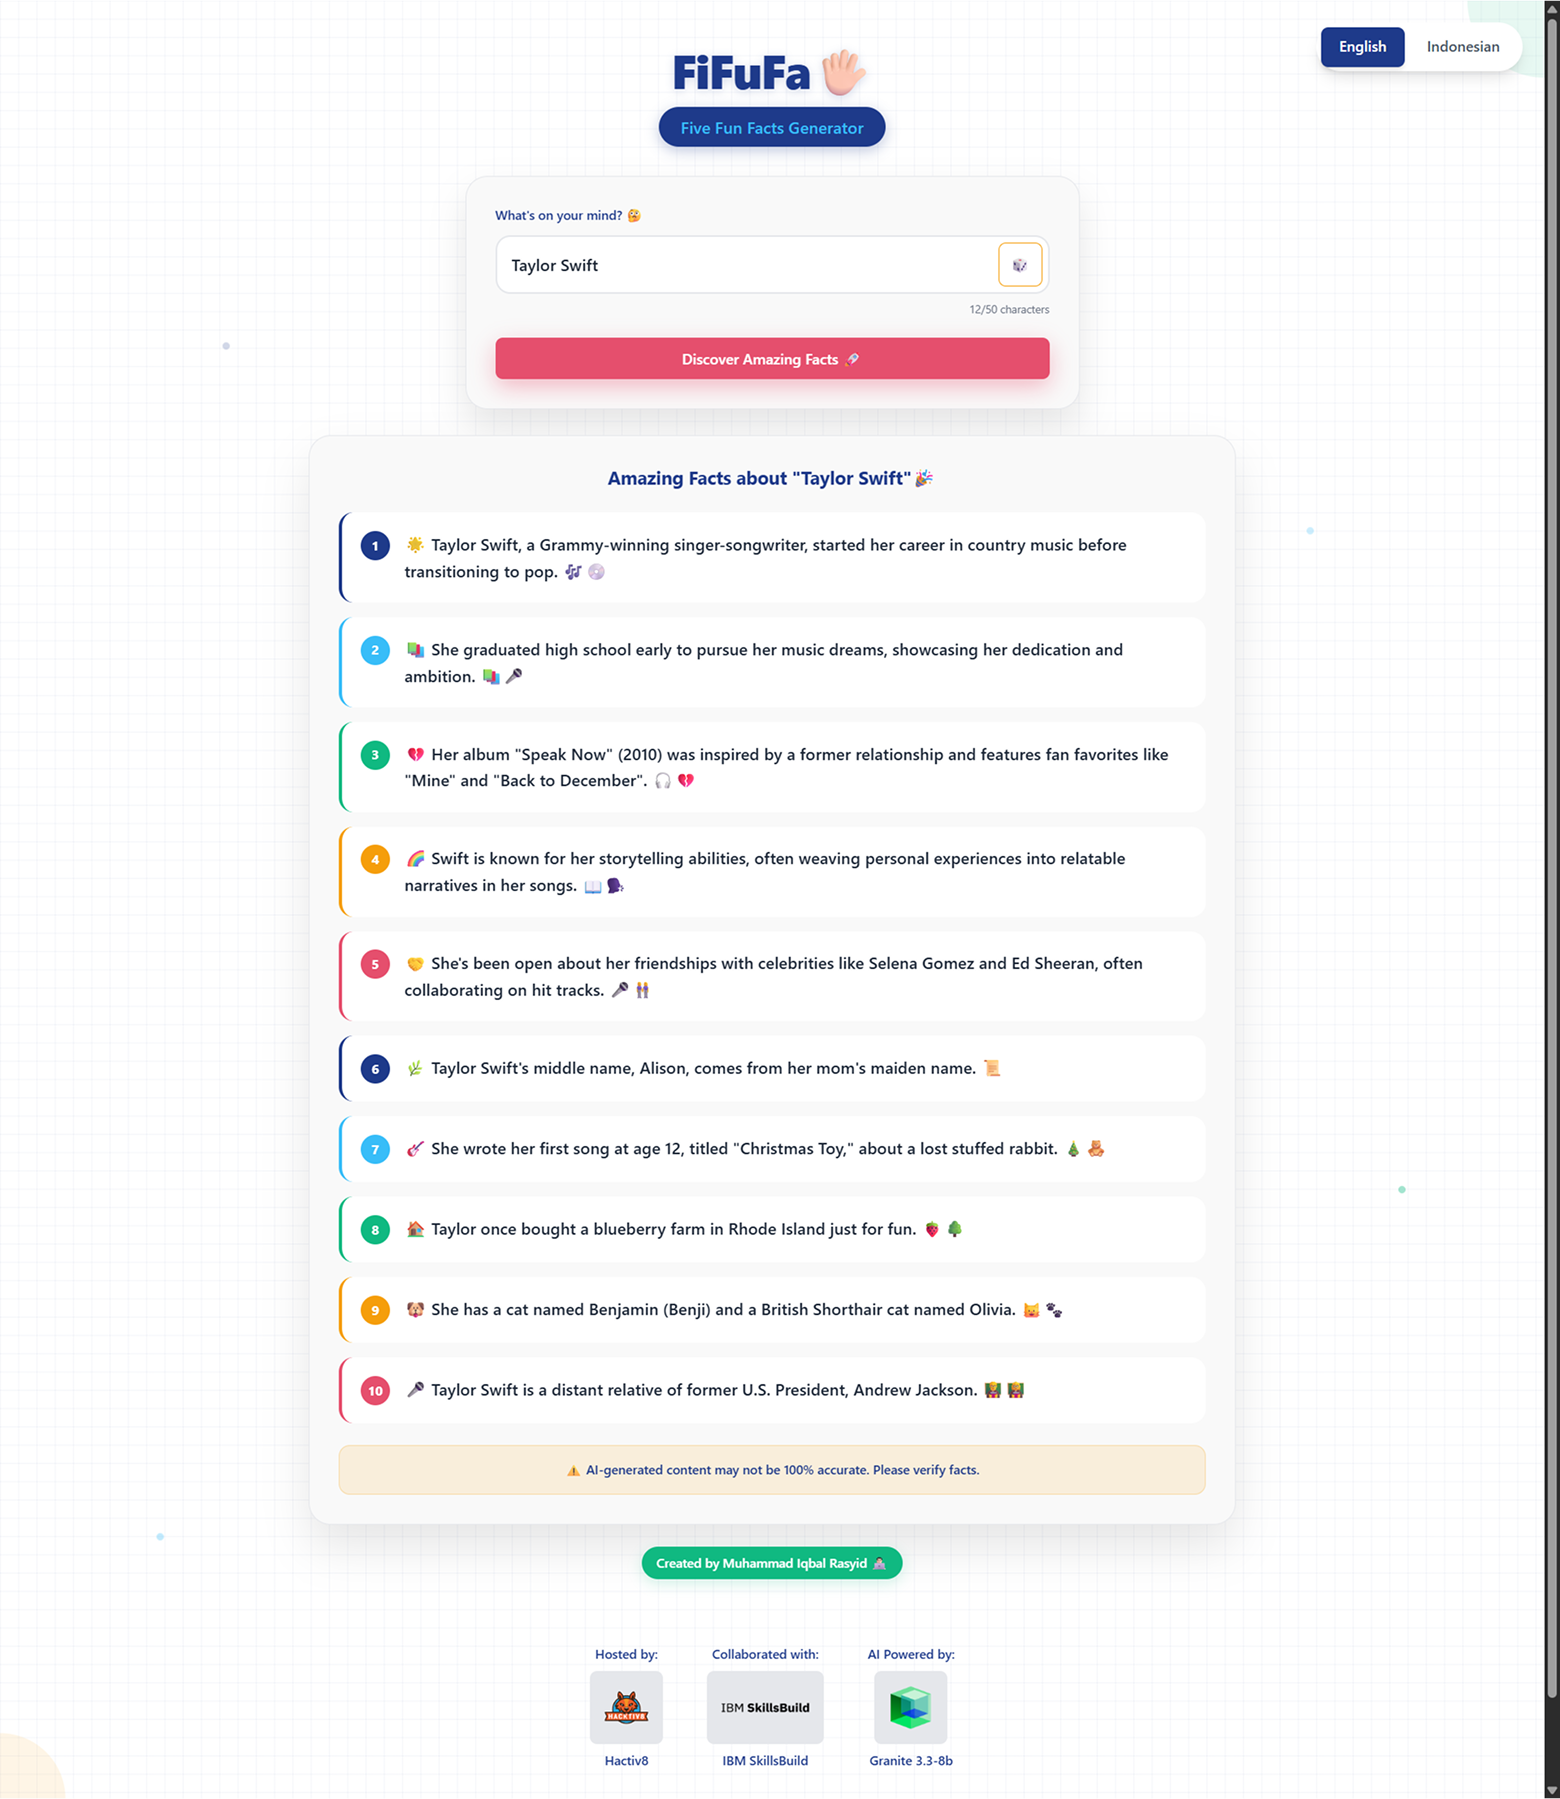 English
Indonesian
FiFuFa 🖐🏻
Five Fun Facts Generator
What's on your mind? 🤔
Taylor Swift
🎲
12/50 characters
Discover Amazing Facts 🚀
Amazing Facts about "Taylor Swift" 🎉
1
🌟 Taylor Swift, a Grammy-winning singer-songwriter, started her career in country music before
transitioning to pop. 🎶 💿
2
📚 She graduated high school early to pursue her music dreams, showcasing her dedication and
ambition. 📚 🎤
3
💔 Her album "Speak Now" (2010) was inspired by a former relationship and features fan favorites like
"Mine" and "Back to December". 🎧 💔
4
🌈 Swift is known for her storytelling abilities, often weaving personal experiences into relatable
narratives in her songs. 📖 🗣
5
🤝 She's been open about her friendships with celebrities like Selena Gomez and Ed Sheeran, often
collaborating on hit tracks. 🎤 👭
6
🌿 Taylor Swift's middle name, Alison, comes from her mom's maiden name. 📜
7
🎸 She wrote her first song at age 12, titled "Christmas Toy," about a lost stuffed rabbit. 🎄 🧸
8
🏠 Taylor once bought a blueberry farm in Rhode Island just for fun. 🍓 🌳
9
🐶 She has a cat named Benjamin (Benji) and a British Shorthair cat named Olivia. 🐱 🐾
10
🎤 Taylor Swift is a distant relative of former U.S. President, Andrew Jackson. 👩‍🏫 👩‍🏫
⚠️ AI-generated content may not be 100% accurate. Please verify facts.
Created by Muhammad Iqbal Rasyid
Hosted by:
HACKTIV8
Hactiv8
Collaborated with:
IBM SkillsBuild
IBM SkillsBuild
AI Powered by:
Granite 3.3-8b